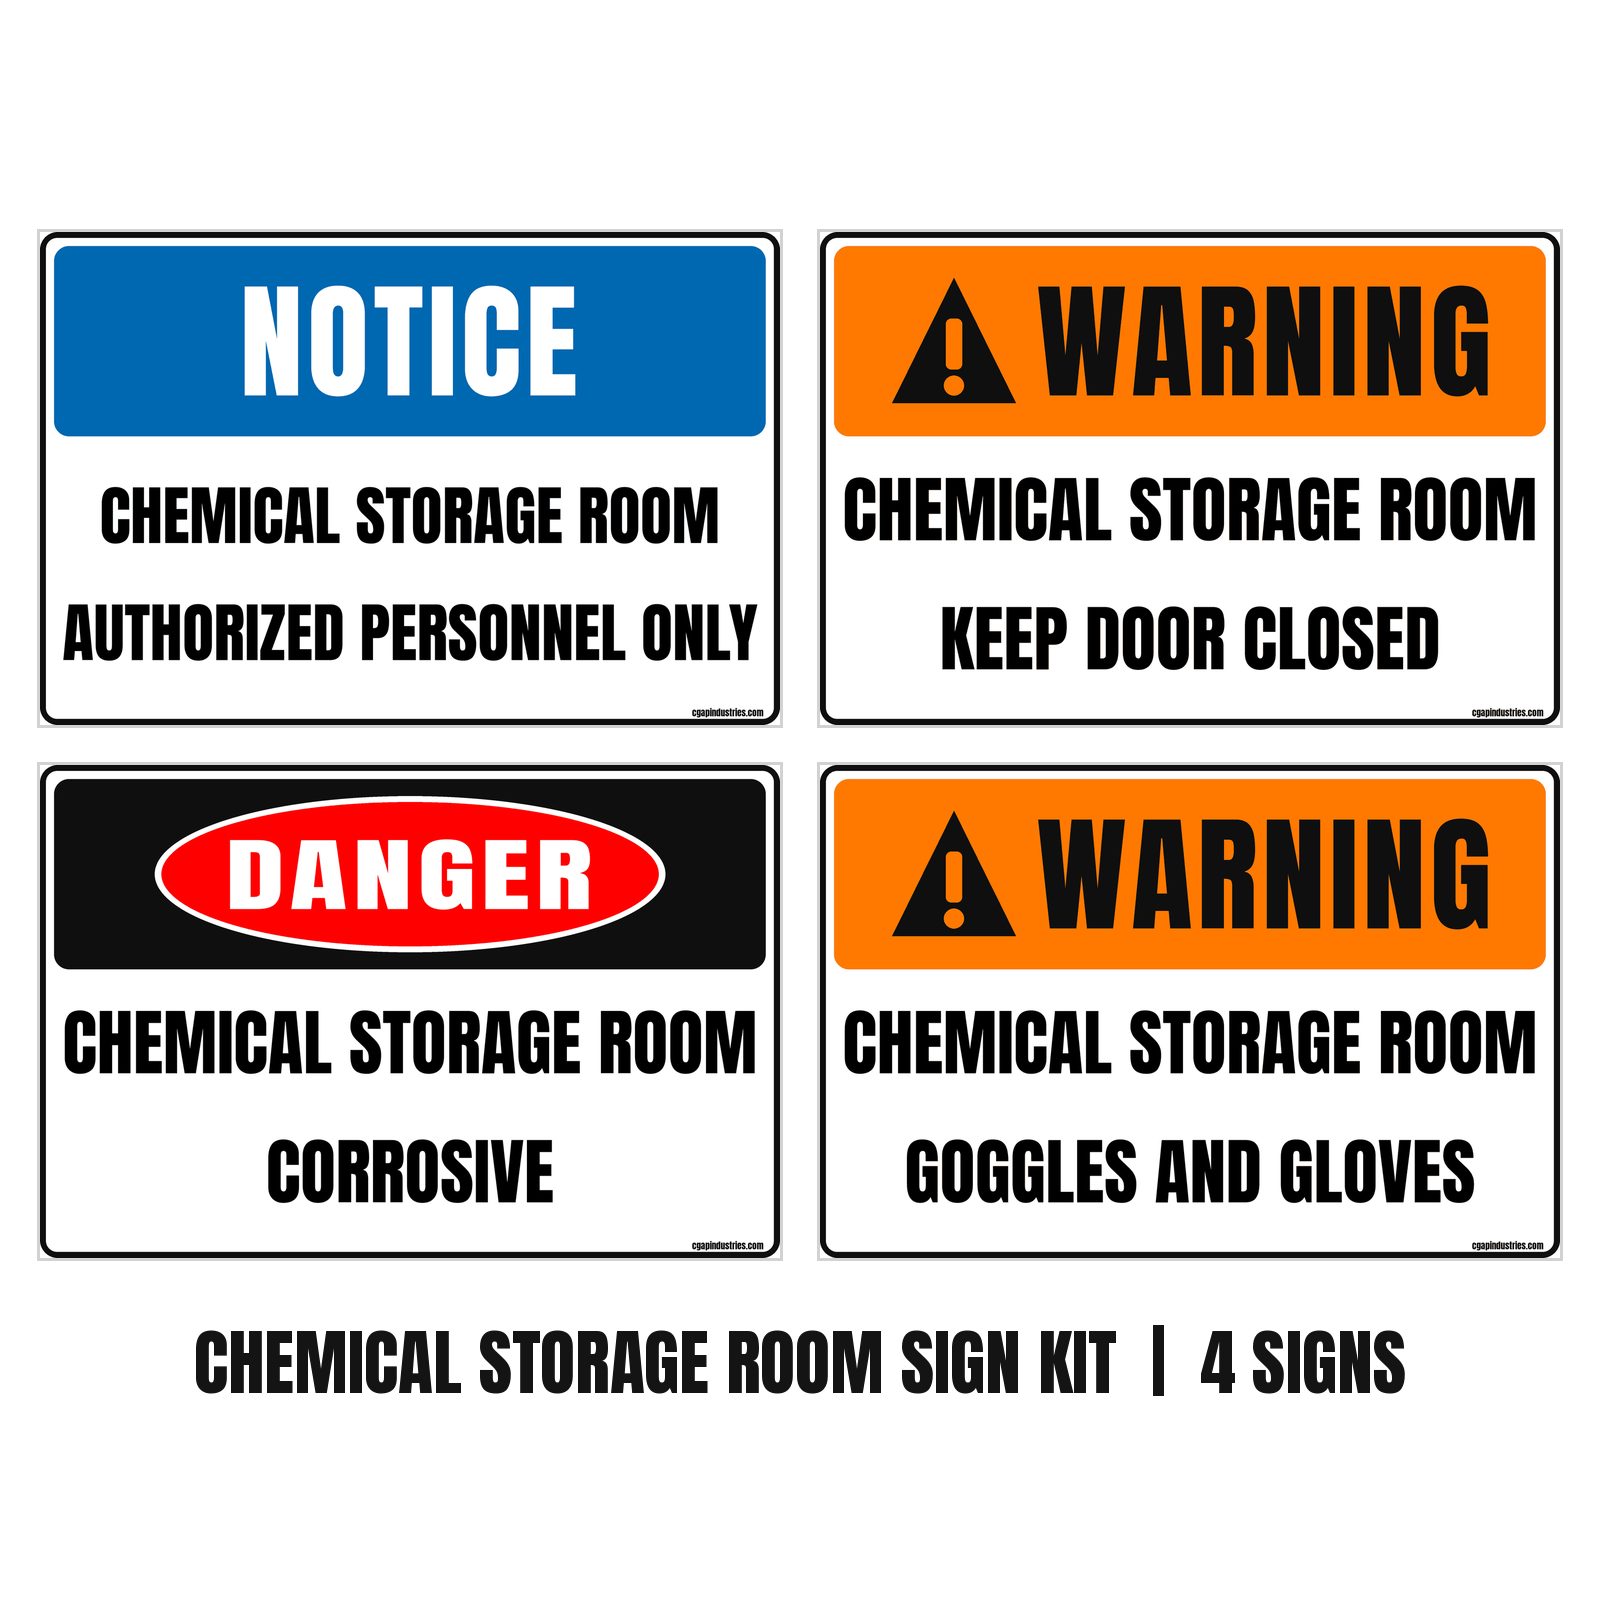 NOTICE
CHEMICAL STORAGE ROOM
AUTHORIZED PERSONNEL ONLY
cgapindustries.com
WARNING
CHEMICAL STORAGE ROOM
KEEP DOOR CLOSED
cgapindustries.com
DANGER
CHEMICAL STORAGE ROOM
CORROSIVE
cgapindustries.com
WARNING
CHEMICAL STORAGE ROOM
GOGGLES AND GLOVES
cgapindustries.com
CHEMICAL STORAGE ROOM SIGN KIT | 4 SIGNS